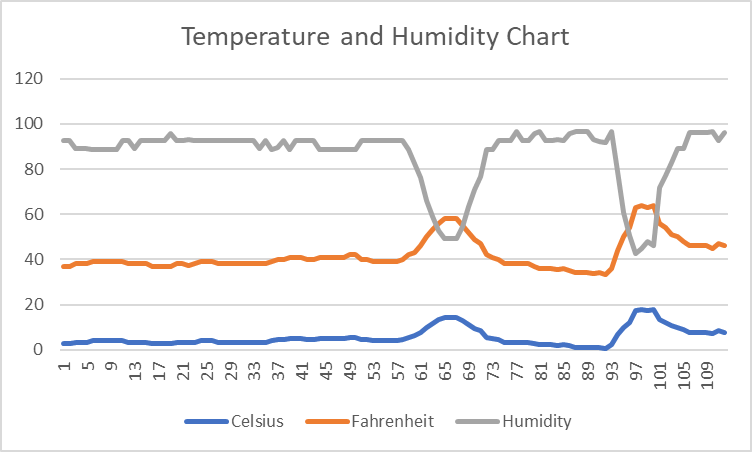 Temperature and Humidity Chart
120
100
80
60
40
20
0
1 5 9 13 17 21 25 29 33 37 41 45 49 53 57 61 65 69 73 77 81 85 89 93 97 101 105 109
Celsius Fahrenheit Humidity